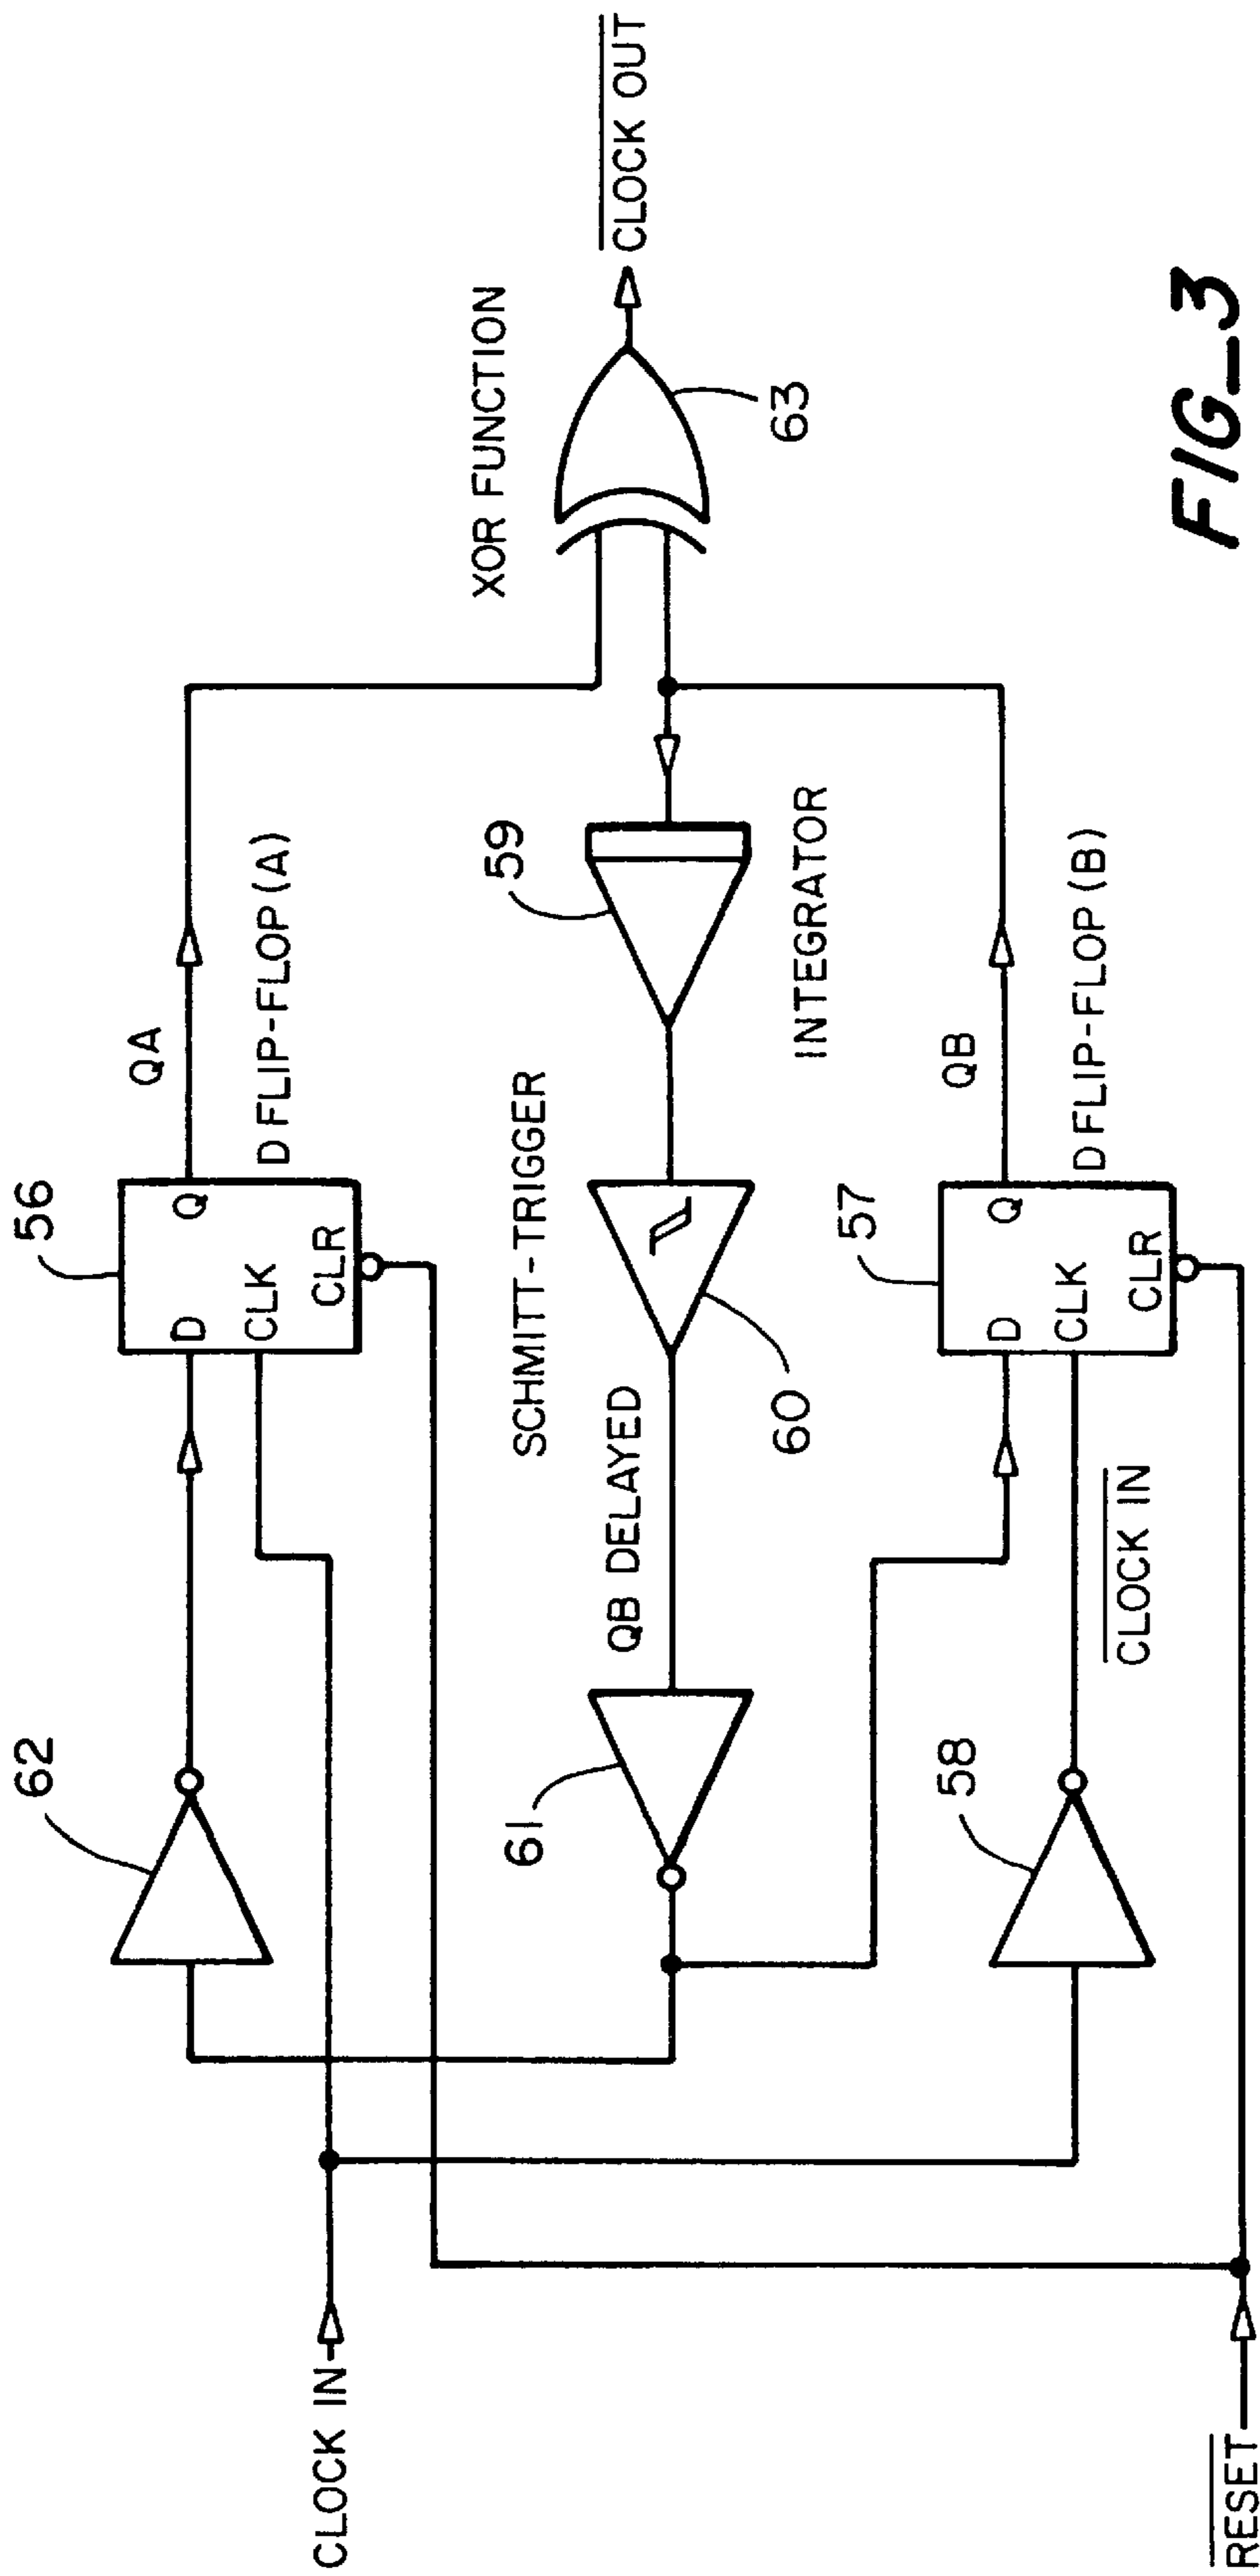 62
56
D
Q
CLK
CLR
QA
D FLIP-FLOP (A)
CLOCK IN
XOR FUNCTION
CLOCK OUT
63
SCHMITT-TRIGGER
59
61
QB DELAYED
60
INTEGRATOR
58
57
D
Q
CLK
CLR
QB
D FLIP-FLOP (B)
CLOCK IN
RESET
FIG_3